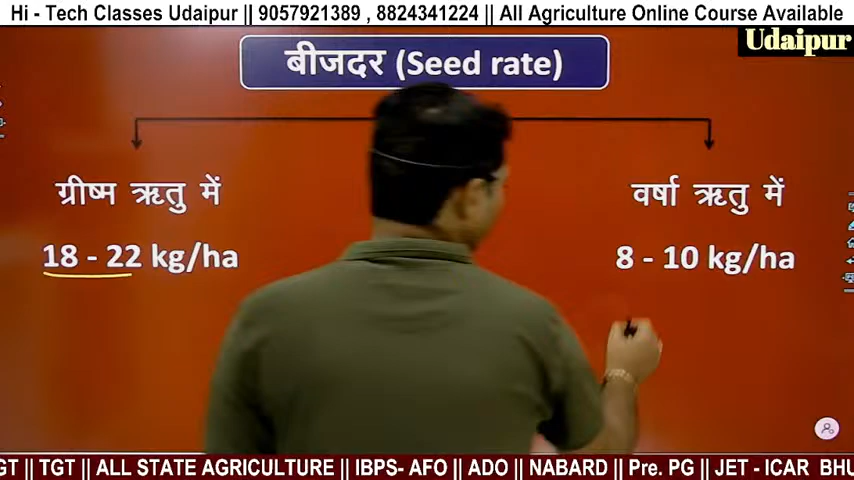 Hi - Tech Classes Udaipur || 9057921389 , 8824341224 || All Agriculture Online Course Available
Udaipur
बीजदर (Seed rate)
ग्रीष्म ऋतु में
18 - 22 kg/ha
वर्षा ऋतु में
8 - 10 kg/ha
GT || TGT || ALL STATE AGRICULTURE || IBPS- AFO || ADO || NABARD || Pre. PG || JET - ICAR BHU